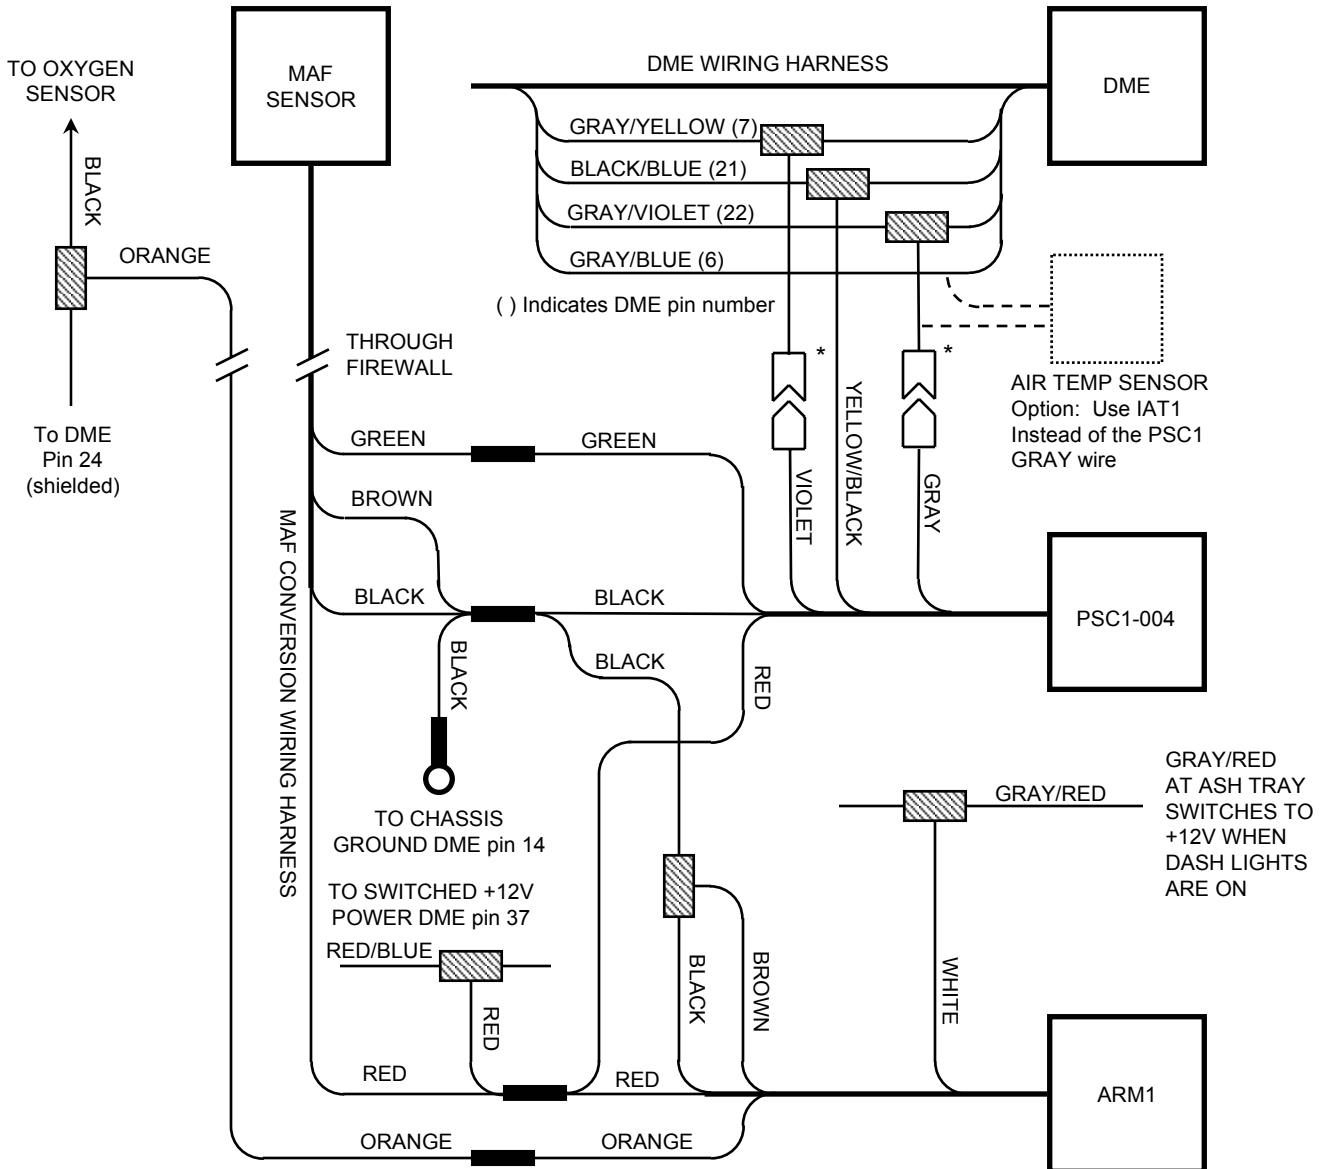 TO OXYGEN
SENSOR
BLACK
ORANGE
To DME
Pin 24
(shielded)
MAF
SENSOR
THROUGH
FIREWALL
DME WIRING HARNESS
DME
GRAY/YELLOW (7)
BLACK/BLUE (21)
GRAY/VIOLET (22)
GRAY/BLUE (6)
( ) Indicates DME pin number
*
*
AIR TEMP SENSOR
Option: Use IAT1
Instead of the PSC1
GRAY wire
GREEN
GREEN
VIOLET
YELLOW/BLACK
GRAY
BROWN
MAF CONVERSION WIRING HARNESS
BLACK
BLACK
PSC1-004
BLACK
BLACK
RED
TO CHASSIS
GROUND DME pin 14
GRAY/RED
GRAY/RED
AT ASH TRAY
SWITCHES TO
+12V WHEN
DASH LIGHTS
ARE ON
TO SWITCHED +12V
POWER DME pin 37
RED/BLUE
RED
BLACK
BROWN
WHITE
RED
RED
ARM1
ORANGE
ORANGE